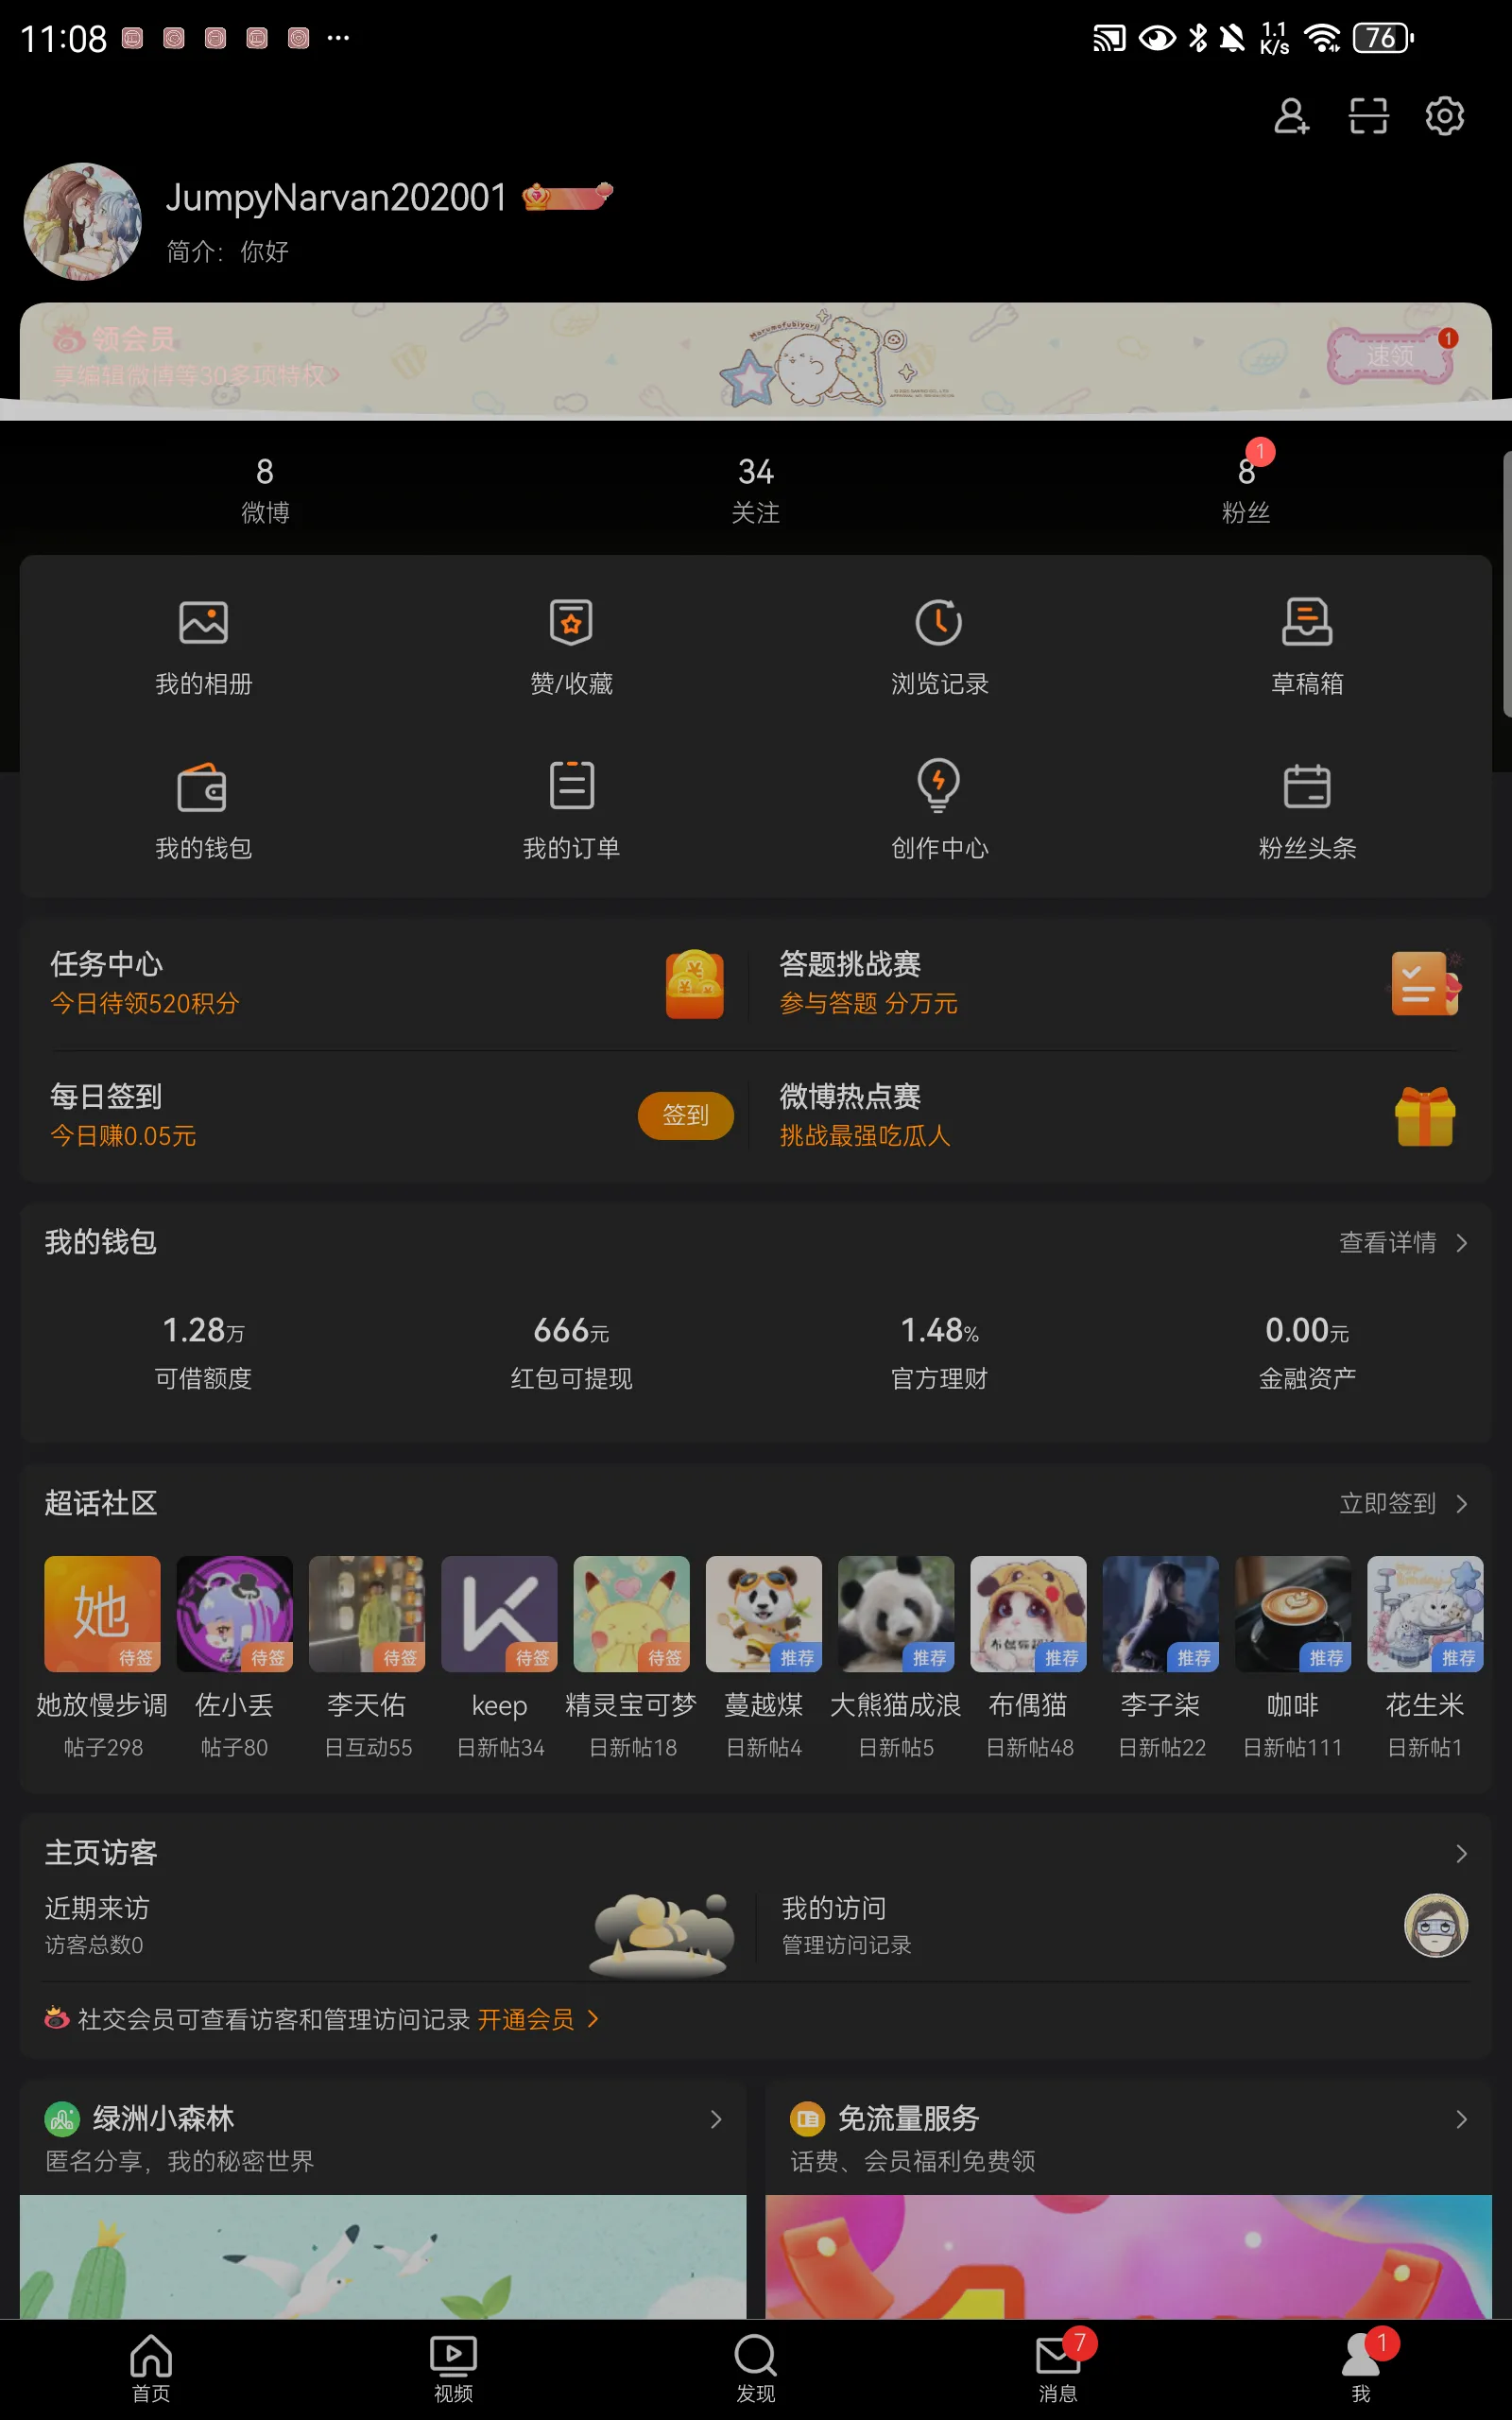 11:08
1.1
K/s
76
JumpyNarvan202001
简介：你好
领会员
享编辑微博等30多项特权
速领
1
8
微博
34
关注
8
1
粉丝
我的相册
赞/收藏
浏览记录
草稿箱
我的钱包
我的订单
创作中心
粉丝头条
任务中心
今日待领520积分
答题挑战赛
参与答题 分万元
每日签到
今日赚0.05元
签到
微博热点赛
挑战最强吃瓜人
我的钱包
查看详情
1.28万
可借额度
666元
红包可提现
1.48%
官方理财
0.00元
金融资产
超话社区
立即签到
她
待签
待签
待签
K
待签
待签
推荐
推荐
推荐
推荐
推荐
推荐
她放慢步调
佐小丢
李天佑
keep
精灵宝可梦
蔓越煤
大熊猫成浪
布偶猫
李子柒
咖啡
花生米
帖子298
帖子80
日互动55
日新帖34
日新帖18
日新帖4
日新帖5
日新帖48
日新帖22
日新帖111
日新帖1
主页访客
近期来访
访客总数0
我的访问
管理访问记录
社交会员可查看访客和管理访问记录 开通会员
绿洲小森林
匿名分享，我的秘密世界
免流量服务
话费、会员福利免费领
首页
视频
发现
7
消息
1
我